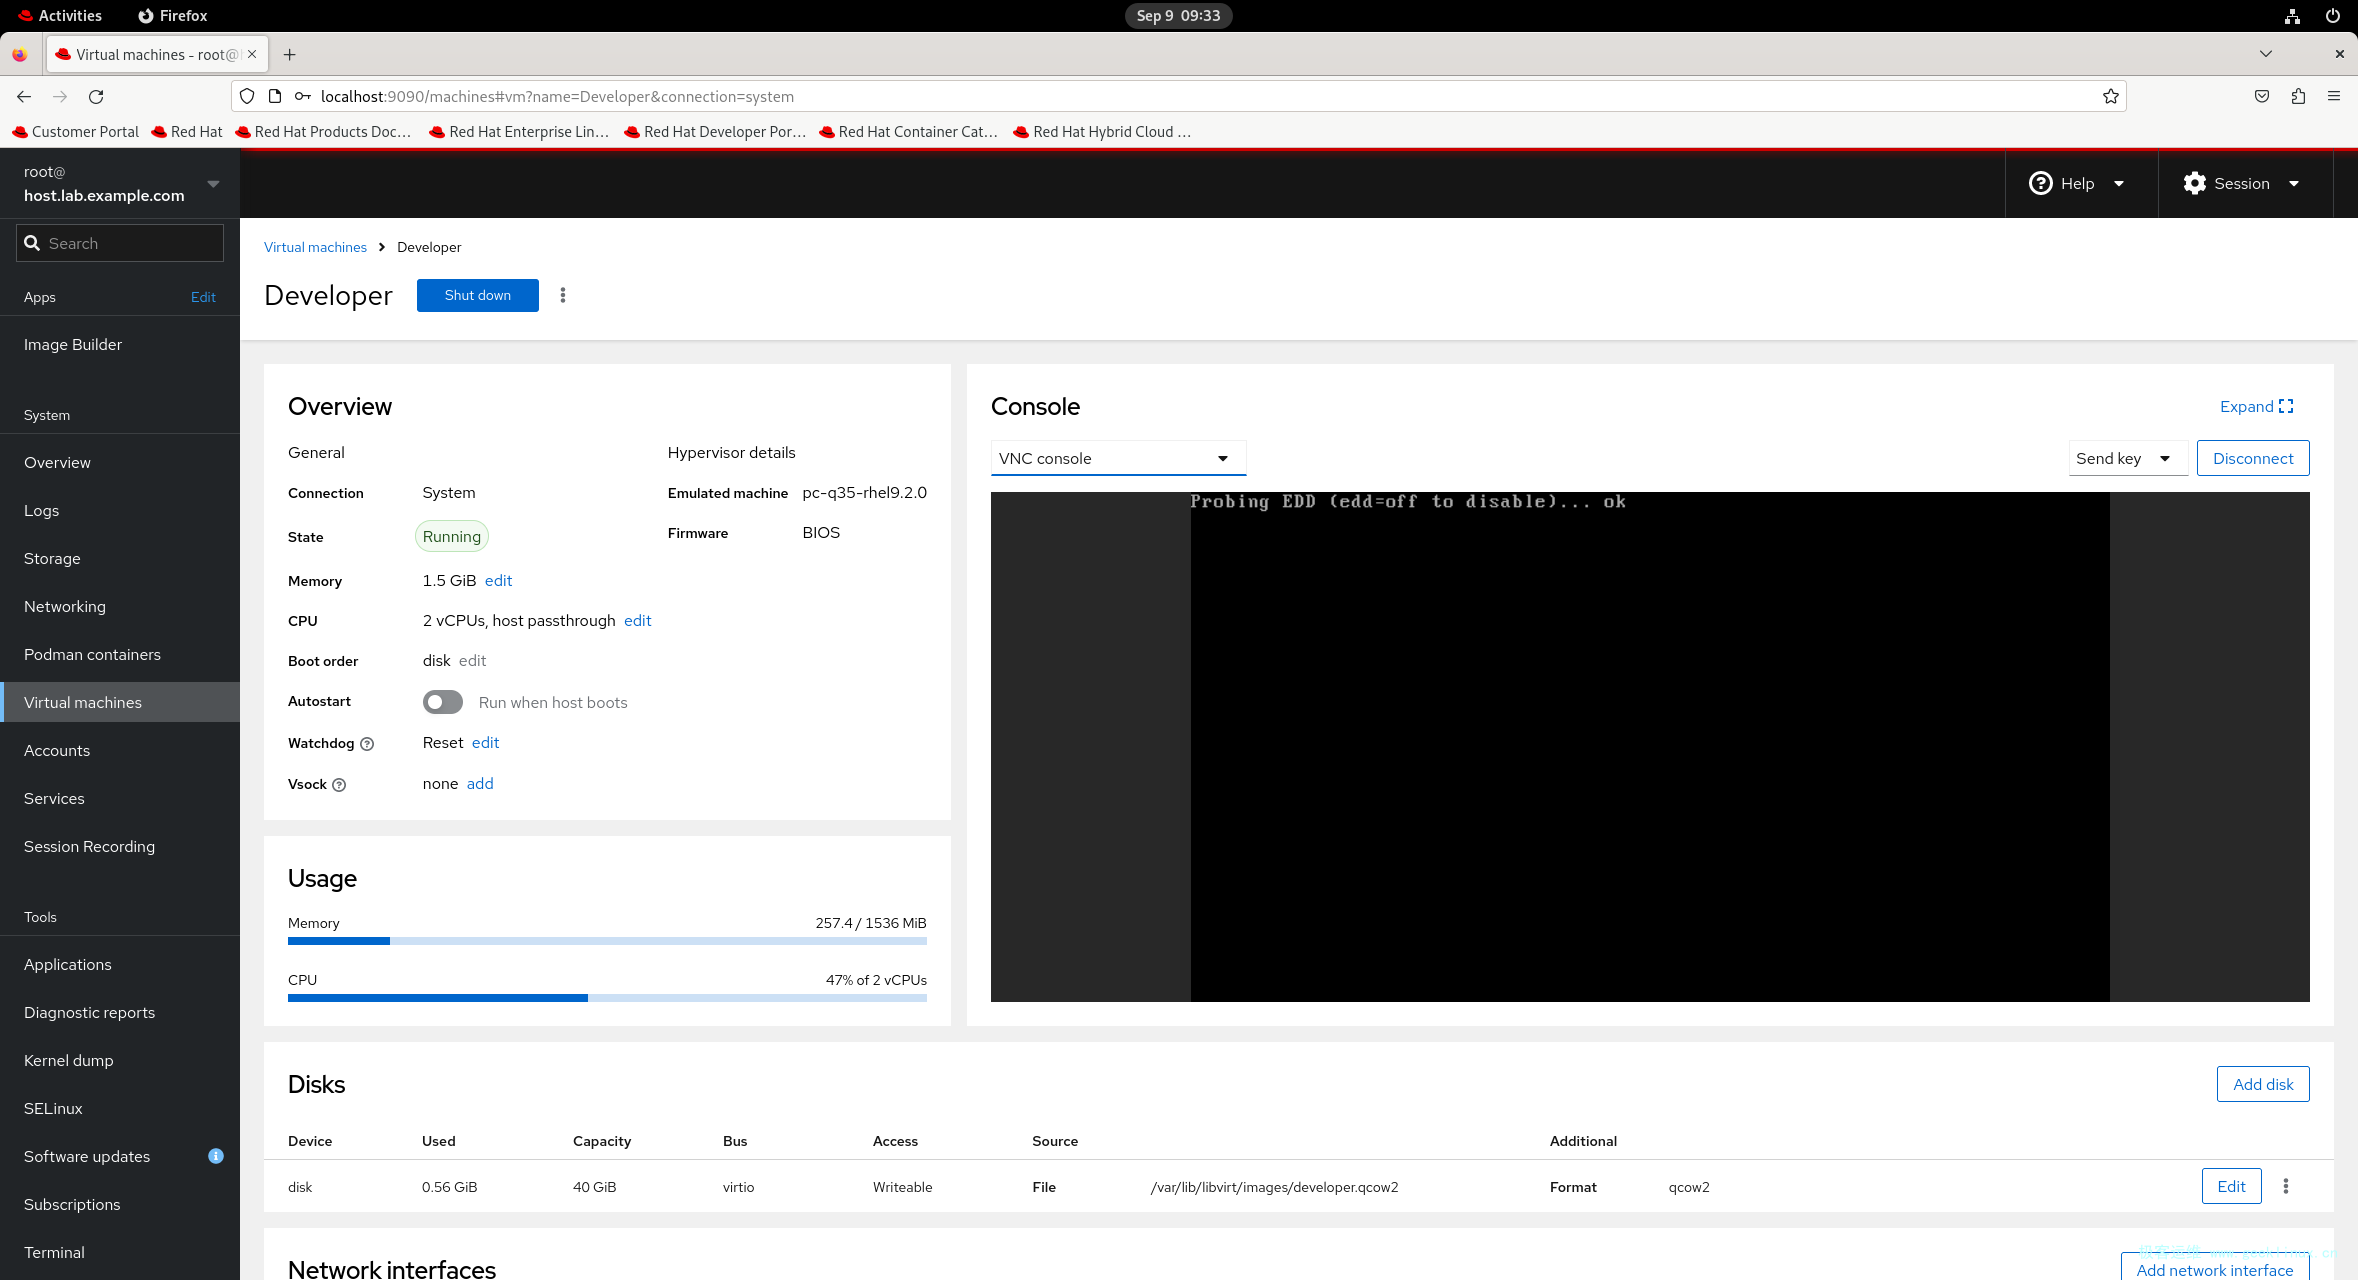 Activities
Firefox
Sep 9 09:33
Virtual machines - root@
localhost:9090/machines#vm?name=Developer&connection=system
Customer Portal
Red Hat
Red Hat Products Doc…
Red Hat Enterprise Lin…
Red Hat Developer Por…
Red Hat Container Cat…
Red Hat Hybrid Cloud …
root@
host.lab.example.com
Help
Session
Search
Apps
Edit
Image Builder
System
Overview
Logs
Storage
Networking
Podman containers
Virtual machines
Accounts
Services
Session Recording
Tools
Applications
Diagnostic reports
Kernel dump
SELinux
Software updates
Subscriptions
Terminal
Virtual machines > Developer
Developer
Shut down
Overview
General
Connection System
State Running
Memory 1.5 GiB edit
CPU 2 vCPUs, host passthrough edit
Boot order disk edit
Autostart Run when host boots
Watchdog Reset edit
Vsock none add
Hypervisor details
Emulated machine pc-q35-rhel9.2.0
Firmware BIOS
Usage
Memory 257.4 / 1536 MiB
CPU 47% of 2 vCPUs
Console
Expand
VNC console
Send key
Disconnect
Probing EDD (edd=off to disable)... ok
Disks
Add disk
Device Used Capacity Bus Access Source Additional
disk 0.56 GiB 40 GiB virtio Writeable File /var/lib/libvirt/images/developer.qcow2 Format qcow2 Edit
Network interfaces
Add network interface